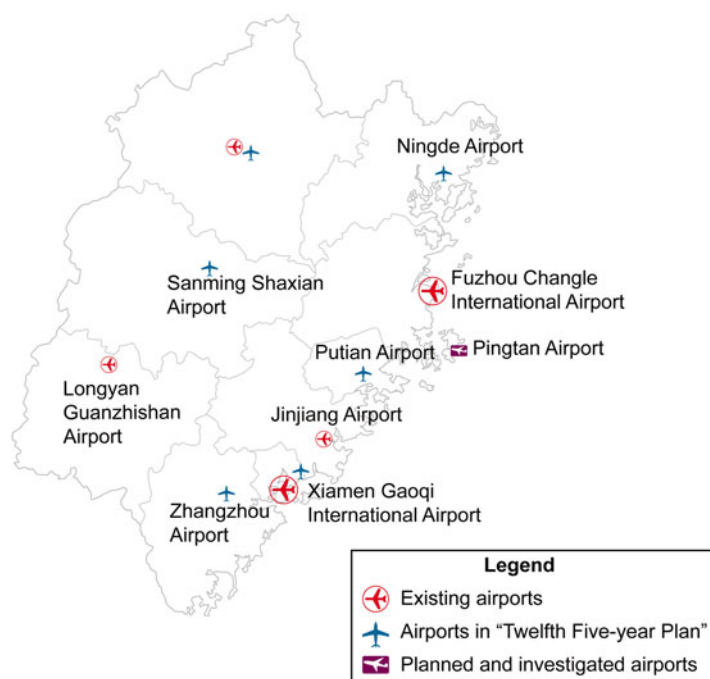 Ningde Airport
Sanming Shaxian
Airport
Fuzhou Changle
International Airport
Putian Airport
Pingtan Airport
Longyan
Guanzhishan
Airport
Jinjiang Airport
Zhangzhou
Airport
Xiamen Gaoqi
International Airport
Legend
Existing airports
Airports in “Twelfth Five-year Plan”
Planned and investigated airports